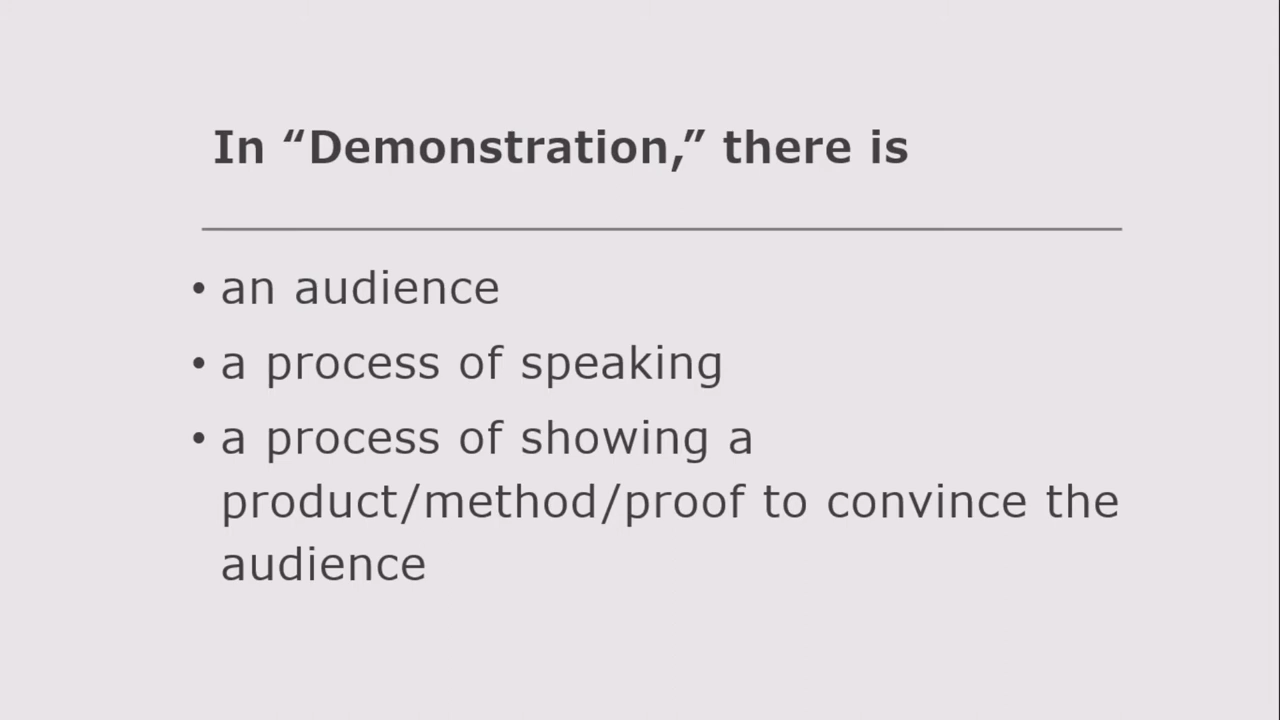 In “Demonstration,” there is
• an audience
• a process of speaking
• a process of showing a
product/method/proof to convince the
audience